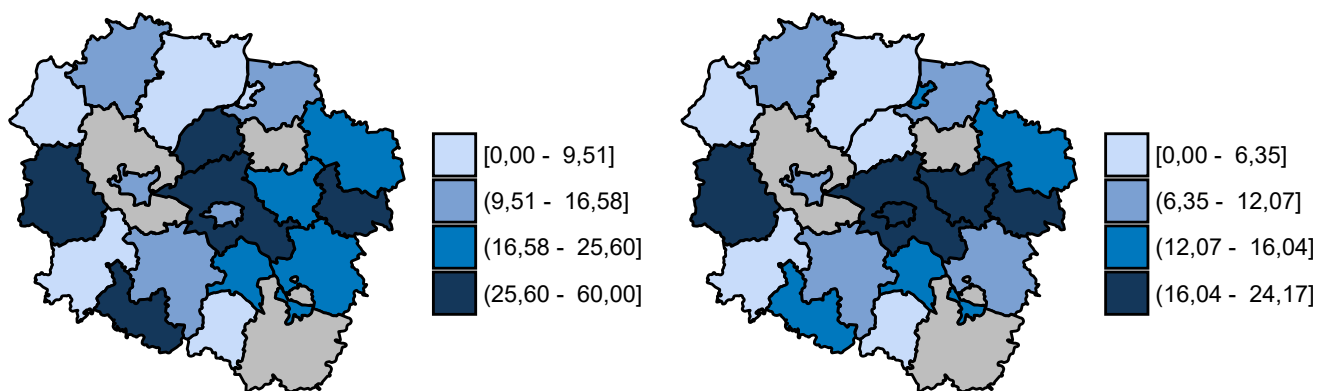 [0,00 - 9,51]
(9,51 - 16,58]
(16,58 - 25,60]
(25,60 - 60,00]
[0,00 - 6,35]
(6,35 - 12,07]
(12,07 - 16,04]
(16,04 - 24,17]